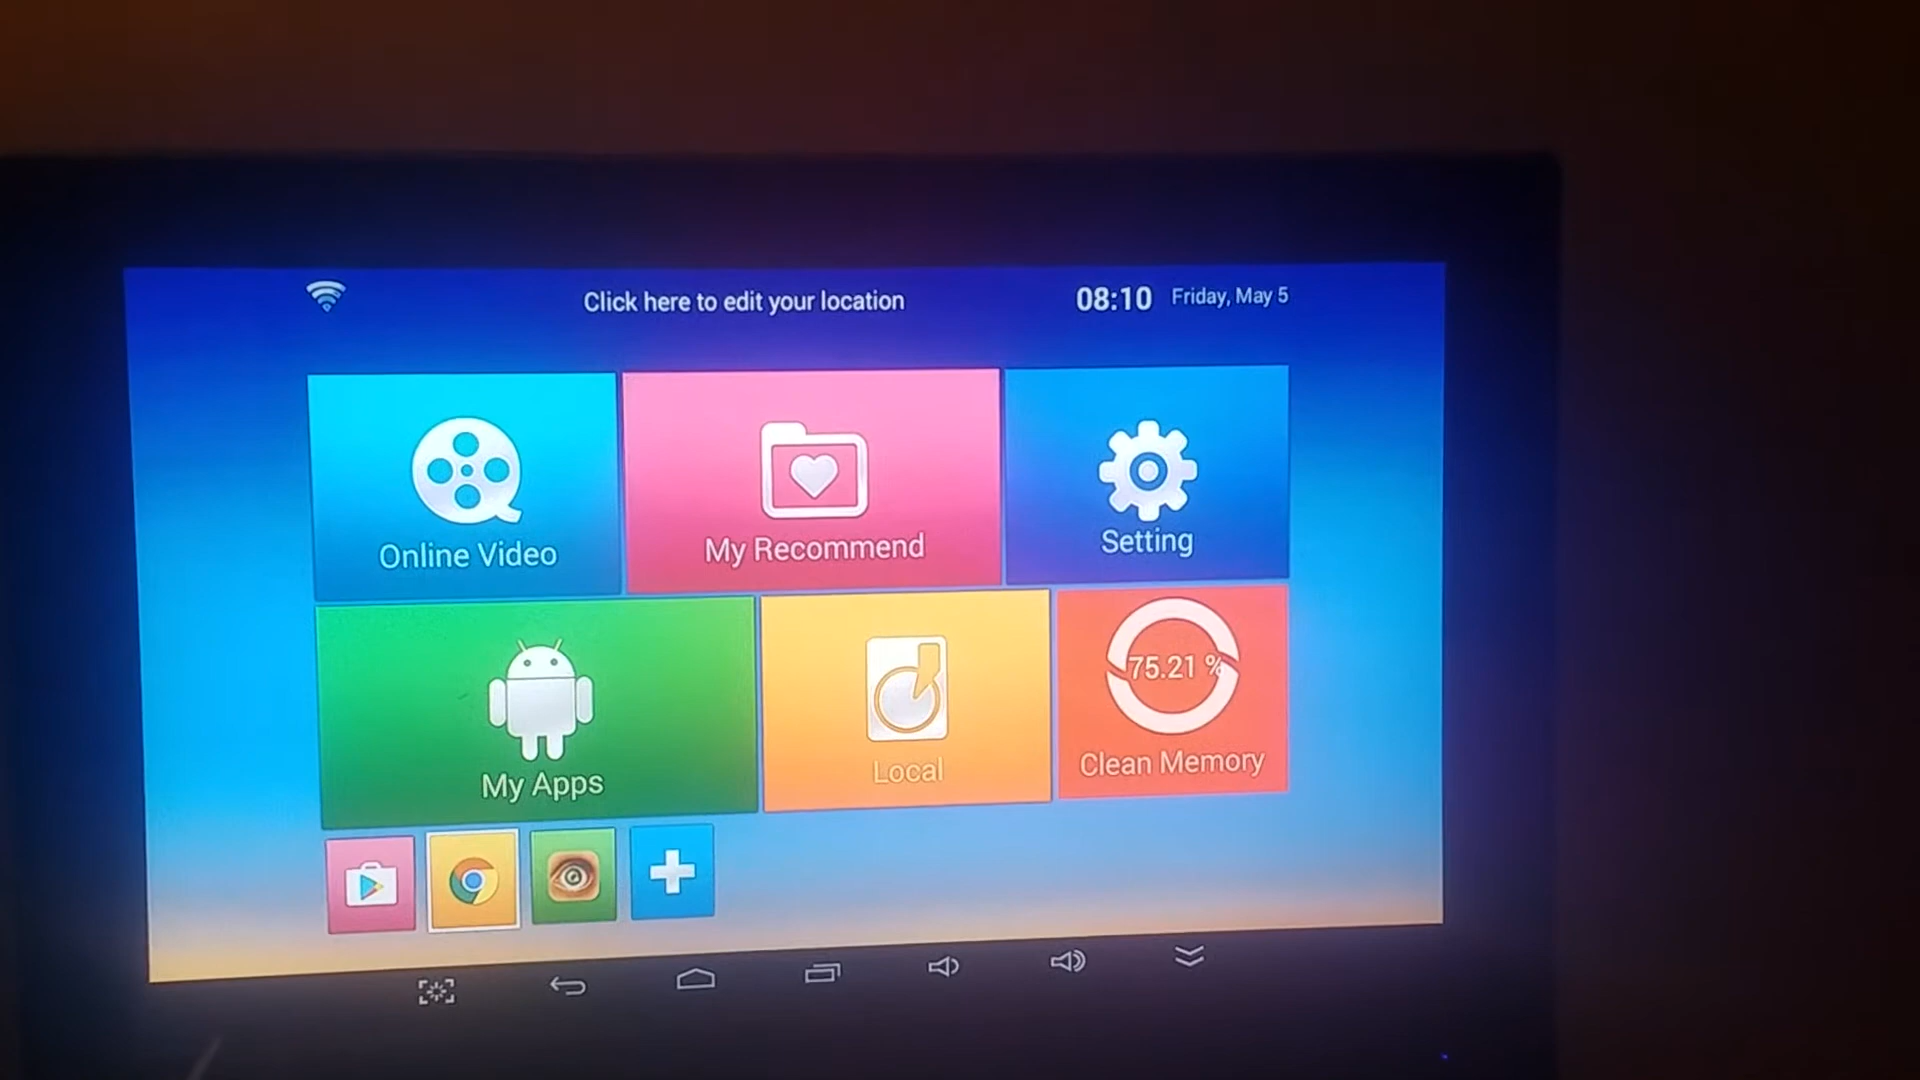 Click here to edit your location
08:10 Friday, May 5
Online Video
My Recommend
Setting
My Apps
Local
75.21 %
Clean Memory